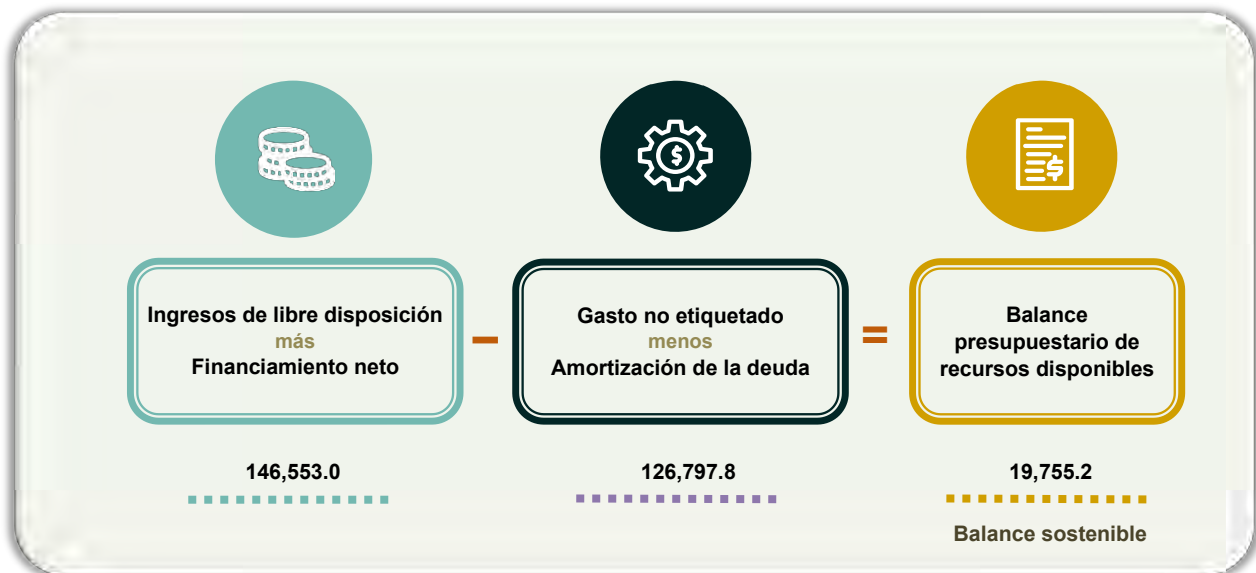 Ingresos de libre disposición
más
Financiamiento neto
–
Gasto no etiquetado
menos
Amortización de la deuda
=
Balance
presupuestario de
recursos disponibles
146,553.0
126,797.8
19,755.2
Balance sostenible